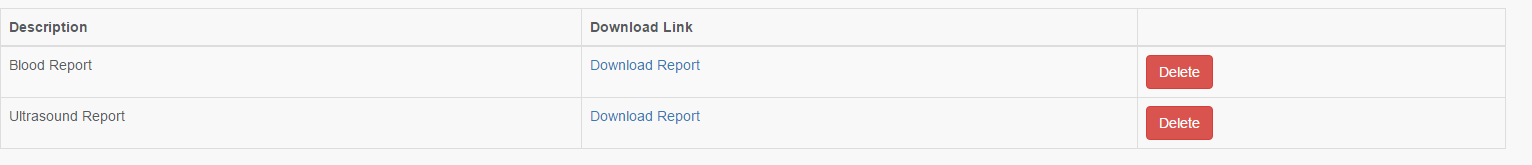 Description Download Link
Blood Report Download Report Delete
Ultrasound Report Download Report Delete